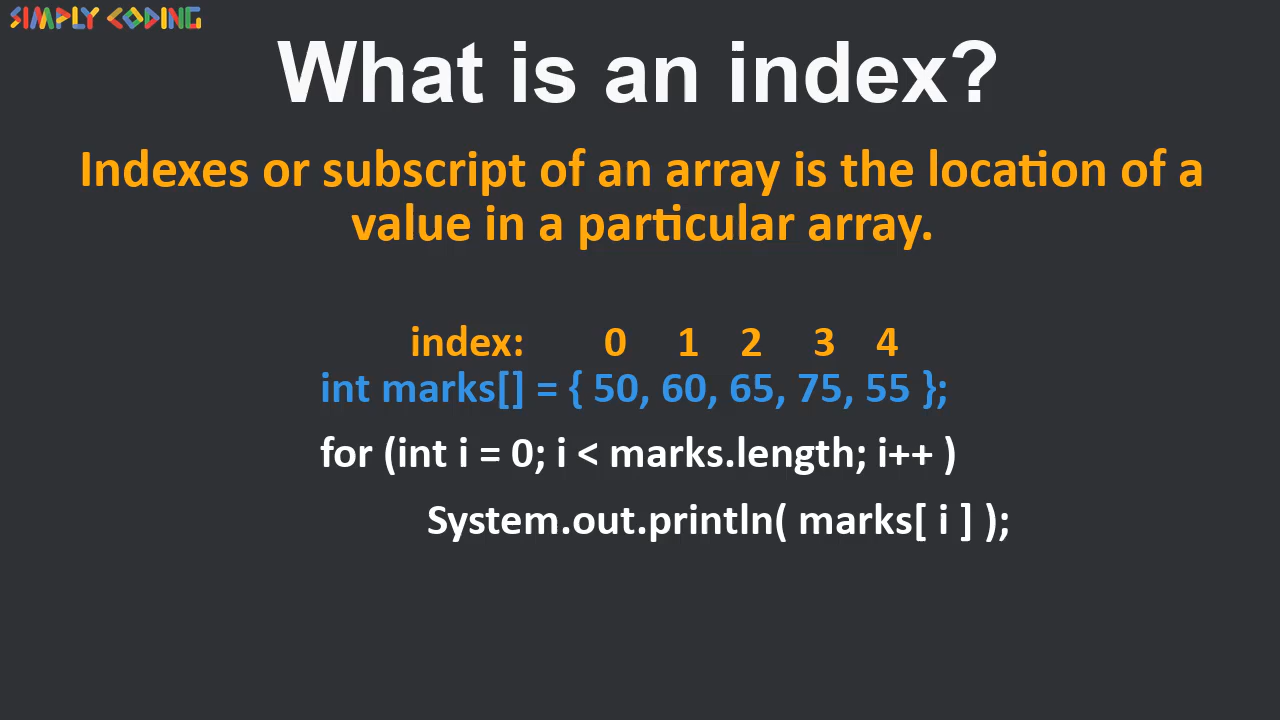 SIMPLY CODING
What is an index?
Indexes or subscript of an array is the location of a
value in a particular array.
index: 0 1 2 3 4
int marks[] = { 50, 60, 65, 75, 55 };
for (int i = 0; i < marks.length; i++ )
System.out.println( marks[ i ] );